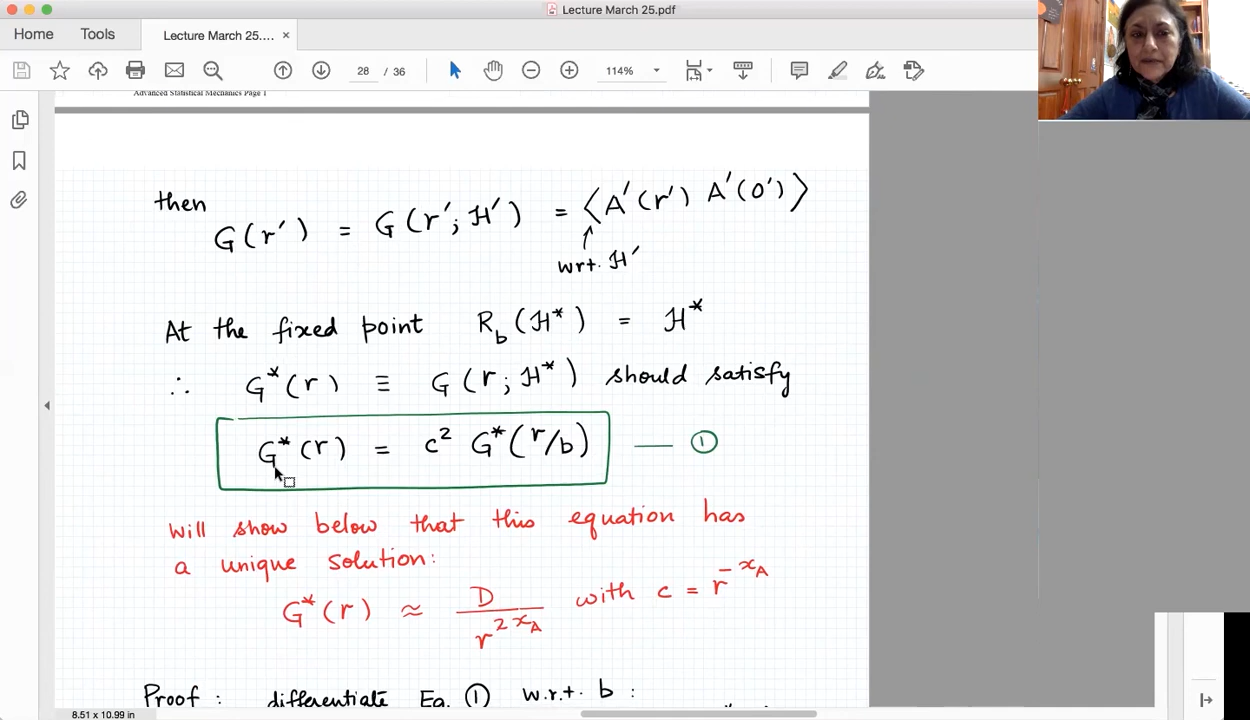 Lecture March 25.pdf
Home Tools Lecture March 25.... ×
28 / 36 114%
Advanced Statistical Mechanics Page 1
then G(r′) = G(r′; ℋ′) = ⟨A′(r′) A′(0′)⟩
wrt. ℋ′
At the fixed point R_b (ℋ*) = ℋ*
∴ G*(r) ≡ G(r; ℋ*) should satisfy
G*(r) = c² G*(r/b) — ①
Will show below that this equation has
a unique solution:
G*(r) ≈ D / r^{2x_A} with c = r^{-x_A}
Proof : differentiate Eq. ① w.r.t. b :
8.51 x 10.99 in